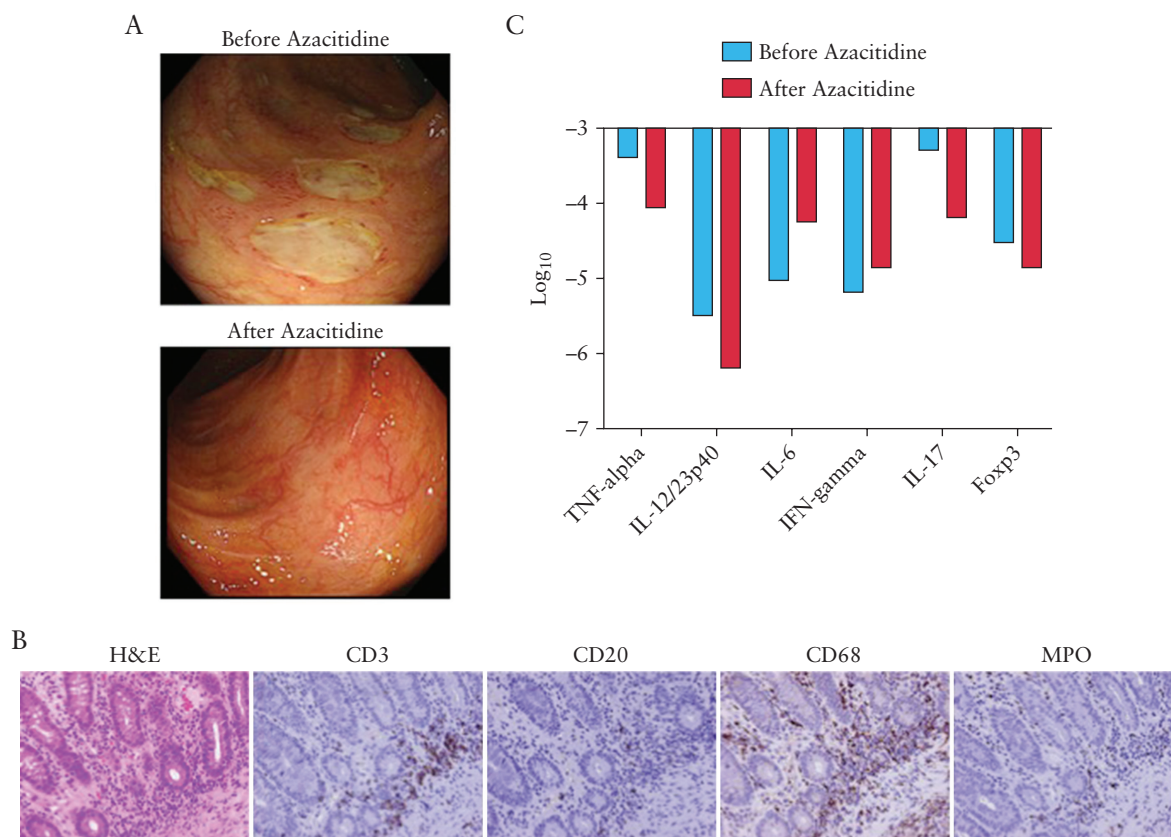 A
Before Azacitidine
After Azacitidine
C
Before Azacitidine
After Azacitidine
–3
–4
–5
–6
–7
Log10
TNF-alpha
IL-12/23p40
IL-6
IFN-gamma
IL-17
Foxp3
B
H&E
CD3
CD20
CD68
MPO